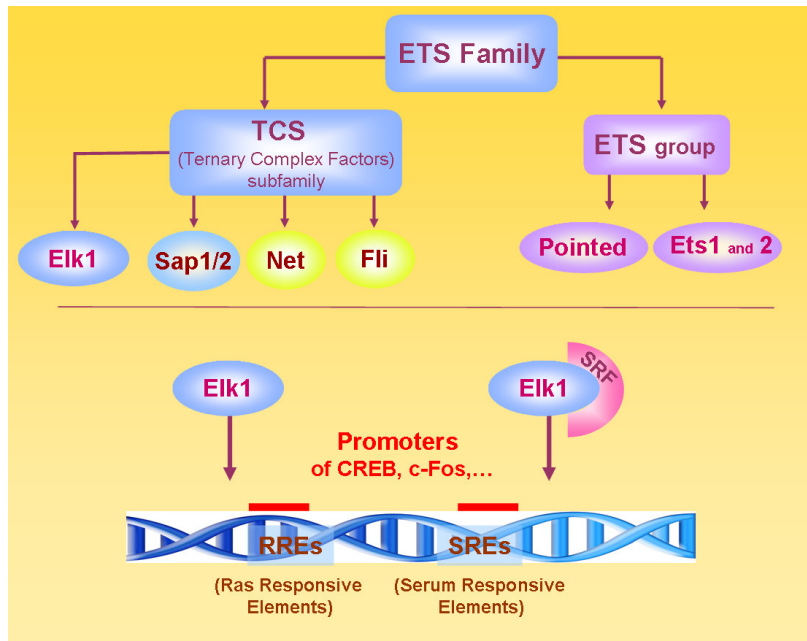 ETS Family
TCS
(Ternary Complex Factors)
subfamily
ETS group
Elk1
Sap1/2
Net
Fli
Pointed
Ets1 and 2
Elk1
Elk1
SRF
Promoters
of CREB, c-Fos,...
RREs
SREs
(Ras Responsive
Elements)
(Serum Responsive
Elements)